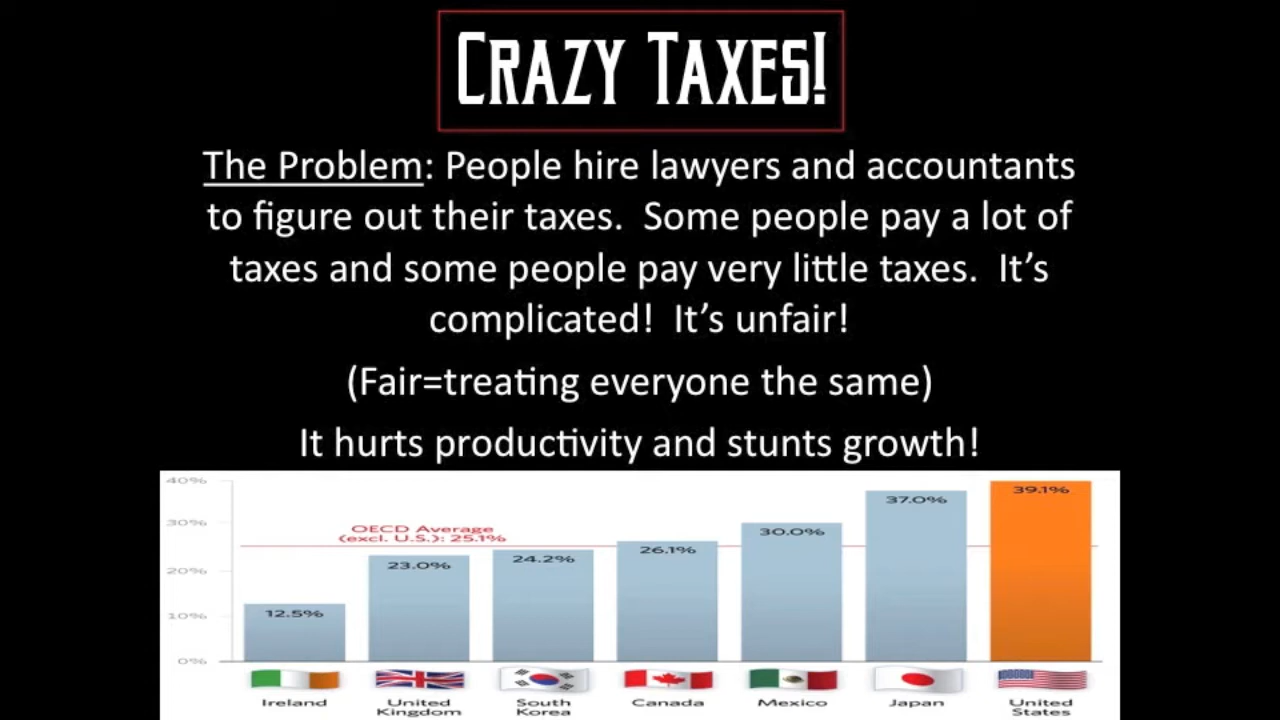 CRAZY TAXES!
The Problem: People hire lawyers and accountants
to figure out their taxes.  Some people pay a lot of
taxes and some people pay very little taxes.  It's
complicated!  It's unfair!
(Fair=treating everyone the same)
It hurts productivity and stunts growth!
40%
30%
20%
10%
0%
OECD Average
(excl. U.S.): 25.1%
12.5%
23.0%
24.2%
26.1%
30.0%
37.0%
39.1%
Ireland
United
Kingdom
South
Korea
Canada
Mexico
Japan
United
States